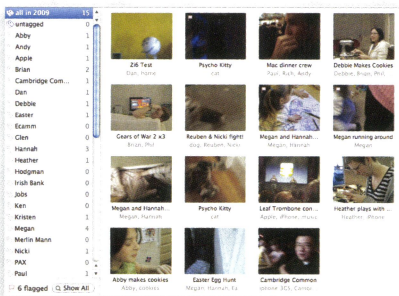 all in 2009 15
untagged 0
Abby 1
Andy 1
Apple 1
Brian 2
Cambridge Com... 1
Dan 1
Debbie 1
Easter 1
Ecamm 0
Glen 0
Hannah 3
Heather 1
Hodgman 0
Irish Bank 0
Jobs 0
Ken 0
Kristen 1
Megan 4
Merlin Mann 0
Nicki 1
PAX 0
Paul 1
6 flagged Show All
Zi6 Test
Dan, Home
Psycho Kitty
cat
Mac dinner crew
Paul, Ruh, Andy
Debbie Makes Cookies
Debbie, Brian, Phil,
Gears of War 2 x3
Brian, Phil
Reuben & Nicki fight!
dog, Reuben, Nicki
Megan and Hannah...
Megan, Hannah
Megan running around
Megan
Megan and Hannah...
Megan, Hannah
Psycho Kitty
cat
Leaf Trombone con...
Apple, iPhone, music
Heather plays with...
Heather, iPhone
Abby makes cookies
Abby, cookies
Easter Egg Hunt
Megan, Hannah, Ea
Cambridge Common
iphone 3GS, Cambri